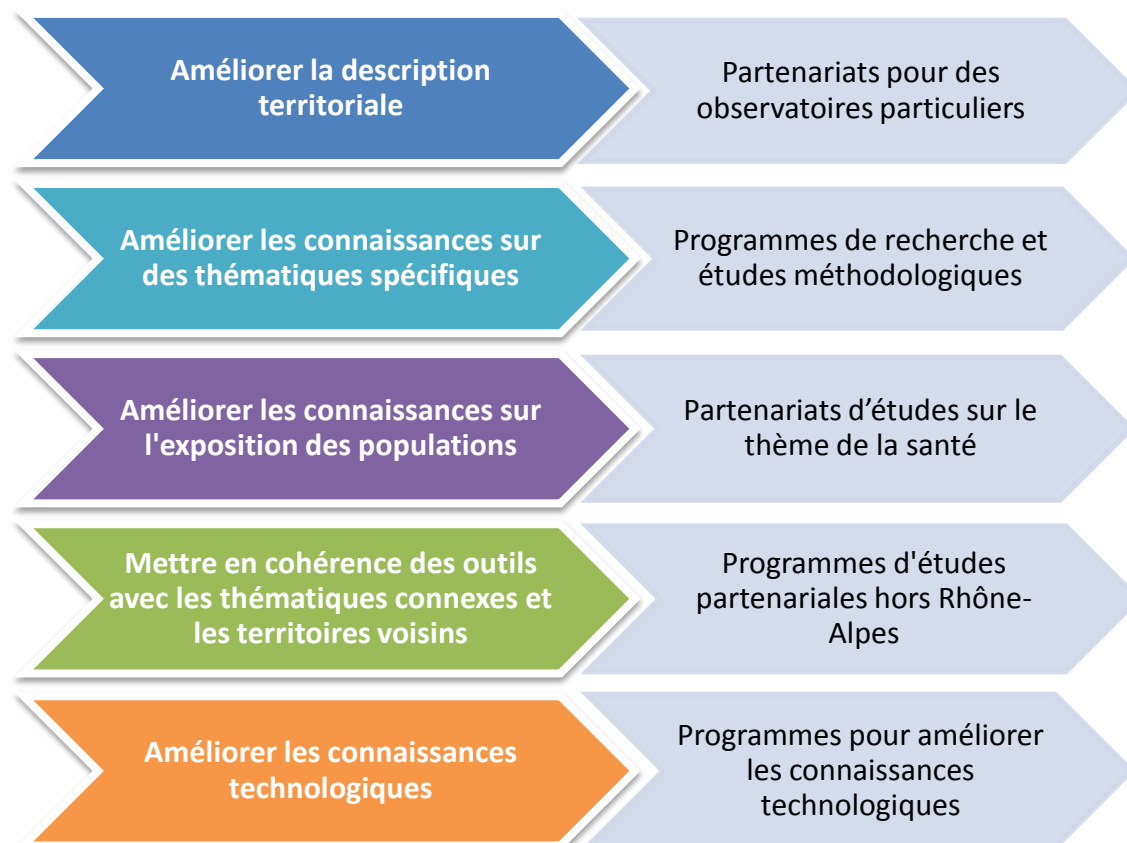 Améliorer la description
territoriale
Partenariats pour des
observatoires particuliers
Améliorer les connaissances sur
des thématiques spécifiques
Programmes de recherche et
études méthodologiques
Améliorer les connaissances sur
l'exposition des populations
Partenariats d’études sur le
thème de la santé
Mettre en cohérence des outils
avec les thématiques connexes et
les territoires voisins
Programmes d'études
partenariales hors Rhône-
Alpes
Améliorer les connaissances
technologiques
Programmes pour améliorer
les connaissances
technologiques